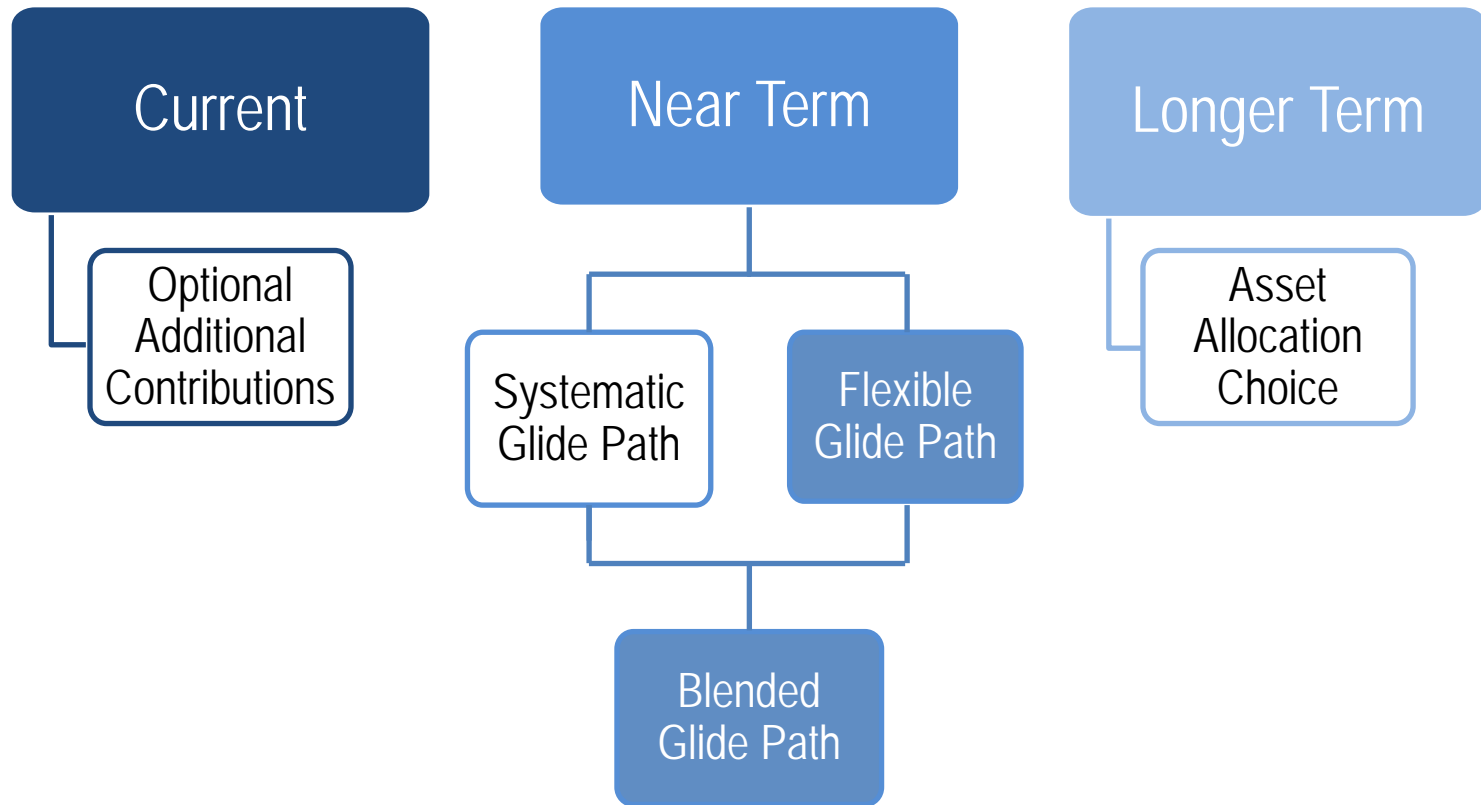 Current
Near Term
Longer Term
Optional
Additional
Contributions
Systematic
Glide Path
Flexible
Glide Path
Asset
Allocation
Choice
Blended
Glide Path